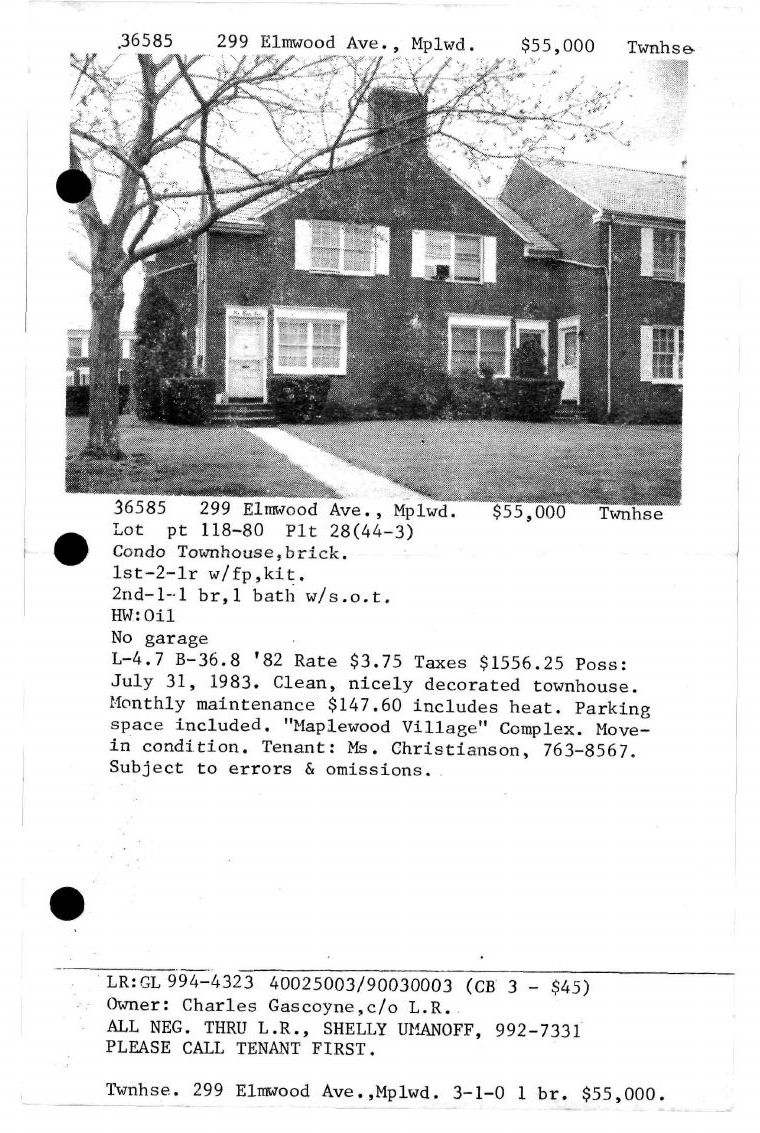 36585 299 Elmwood Ave., Mplwd. $55,000 Twnhse
36585 299 Elmwood Ave., Mplwd. $55,000 Twnhse
Lot pt 118-80 Plt 28(44-3)
Condo Townhouse,brick.
1st-2-lr w/fp,kit.
2nd-1-1 br,1 bath w/s.o.t.
HW:Oil
No garage
L-4.7 B-36.8 '82 Rate $3.75 Taxes $1556.25 Poss:
July 31, 1983. Clean, nicely decorated townhouse.
Monthly maintenance $147.60 includes heat. Parking
space included. "Maplewood Village" Complex. Move-
in condition. Tenant: Ms. Christianson, 763-8567.
Subject to errors & omissions.
LR:GL 994-4323 40025003/90030003 (CB 3 - $45)
Owner: Charles Gascoyne,c/o L.R.
ALL NEG. THRU L.R., SHELLY UMANOFF, 992-7331
PLEASE CALL TENANT FIRST.
Twnhse. 299 Elmwood Ave.,Mplwd. 3-1-0 1 br. $55,000.